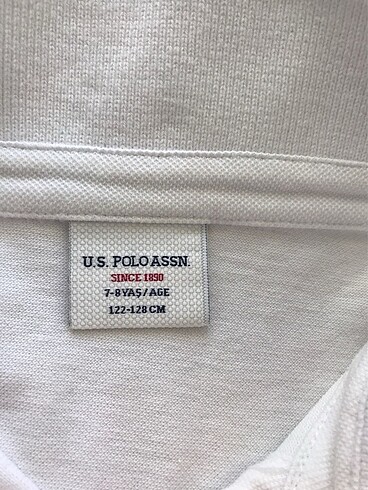 U.S. POLO ASSN.
SINCE 1890
7-8 YAŞ/AGE
122-128 CM